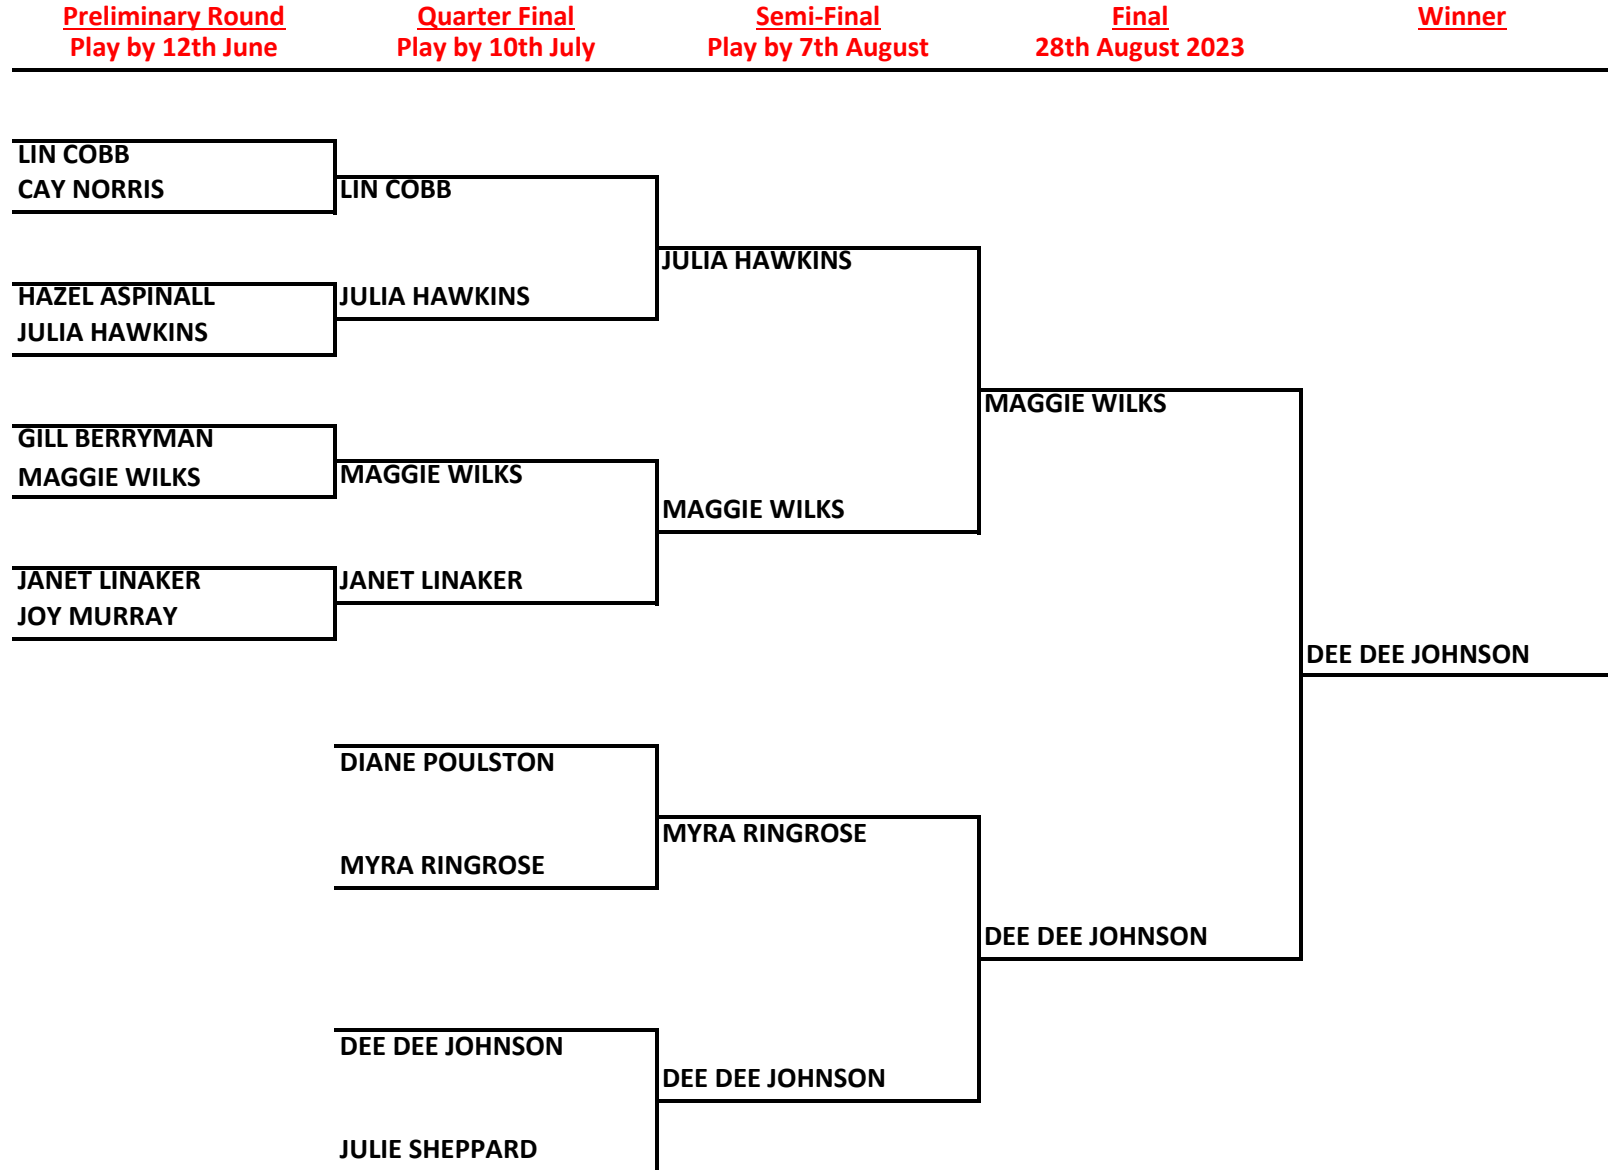 Preliminary Round
Play by 12th June
Quarter Final
Play by 10th July
Semi-Final
Play by 7th August
Final
28th August 2023
Winner
LIN COBB
CAY NORRIS
HAZEL ASPINALL
JULIA HAWKINS
GILL BERRYMAN
MAGGIE WILKS
JANET LINAKER
JOY MURRAY
LIN COBB
JULIA HAWKINS
MAGGIE WILKS
JANET LINAKER
DIANE POULSTON
MYRA RINGROSE
DEE DEE JOHNSON
JULIE SHEPPARD
JULIA HAWKINS
MAGGIE WILKS
MYRA RINGROSE
DEE DEE JOHNSON
MAGGIE WILKS
DEE DEE JOHNSON
DEE DEE JOHNSON